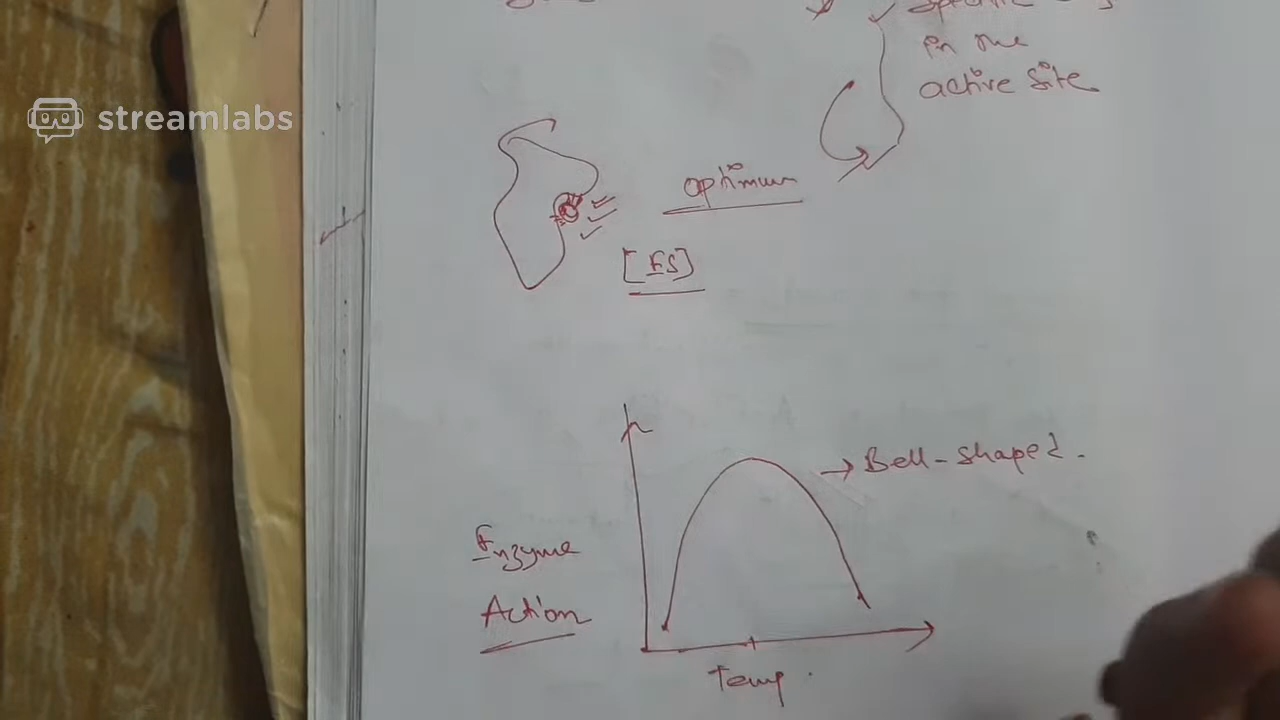 in the
active site
streamlabs
optimum
[ES]
→ Bell-shaped.
Enzyme
Action
Temp.